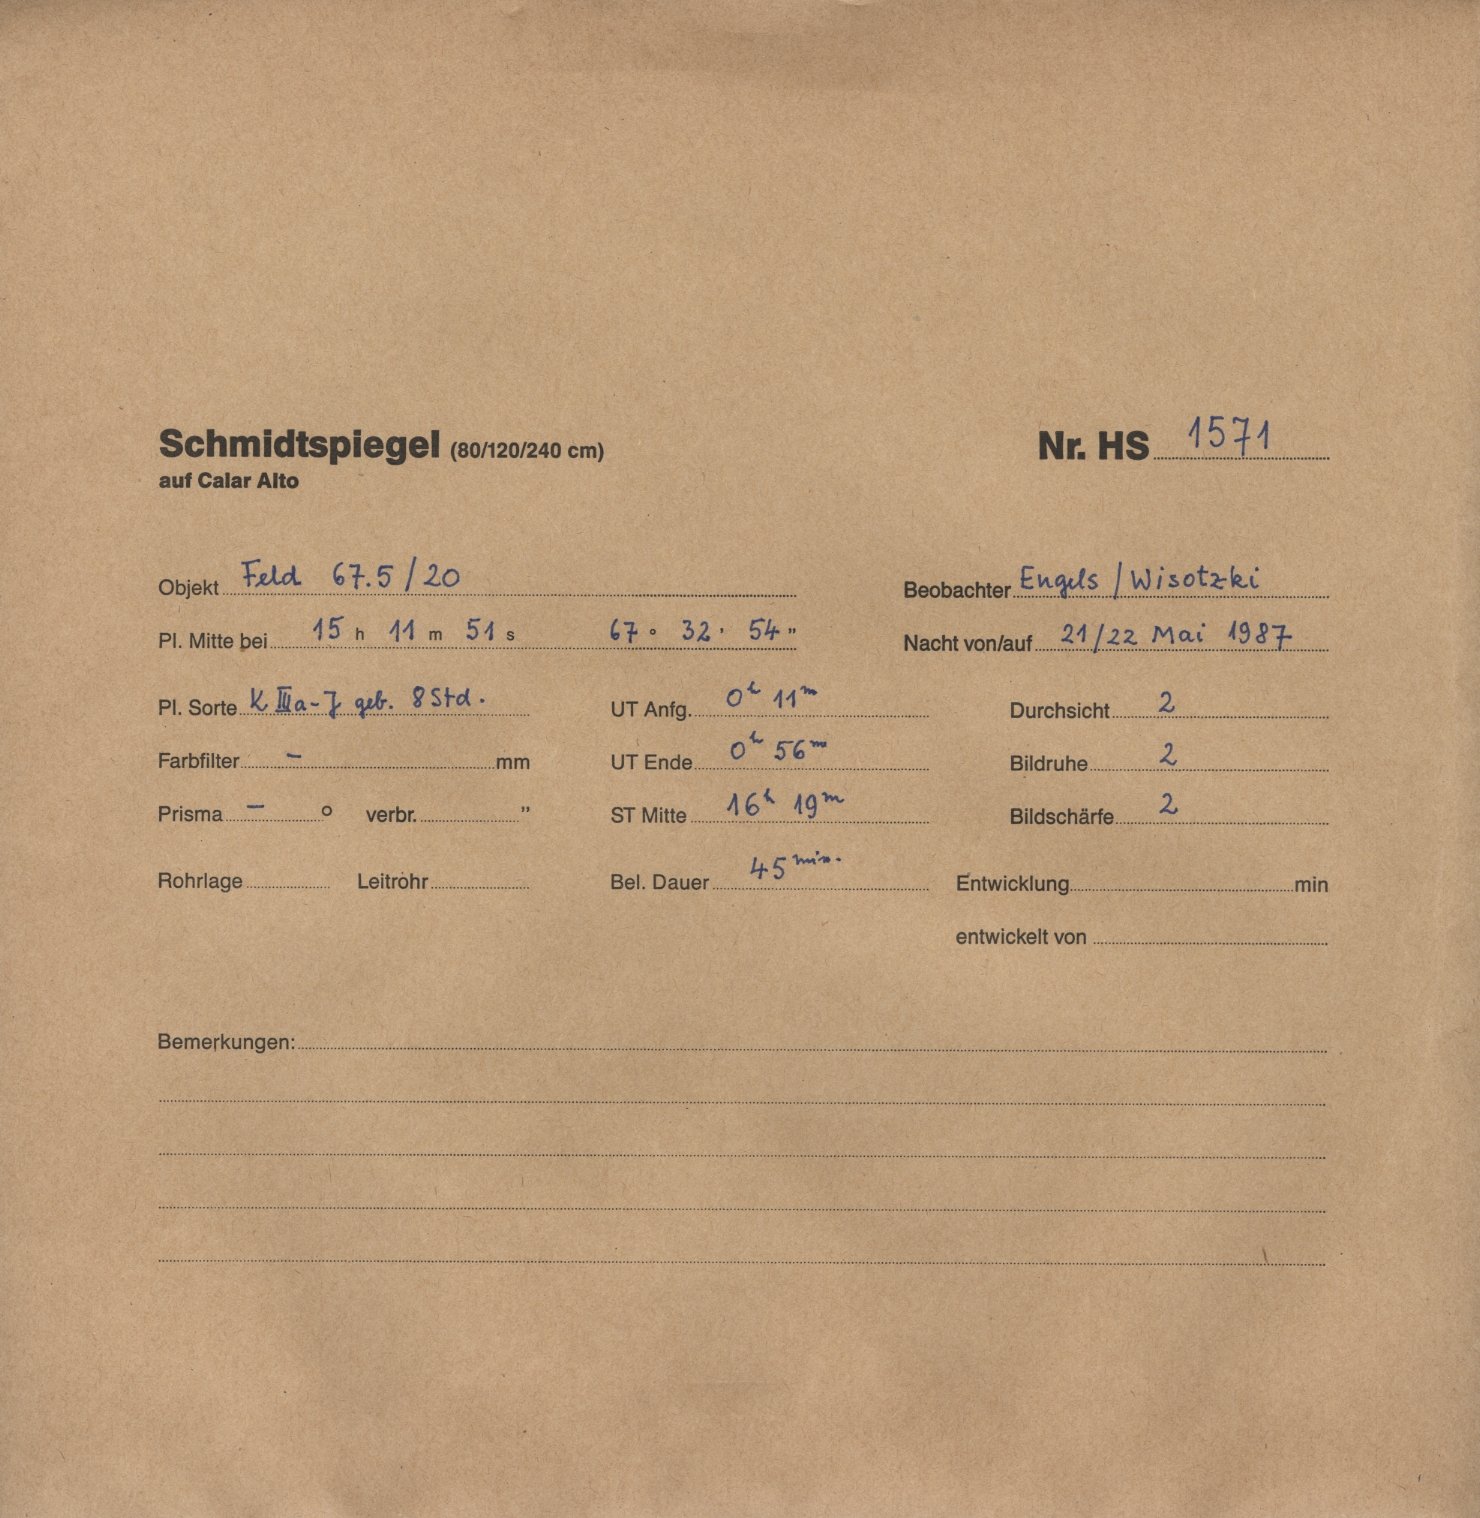 Schmidtspiegel (80/120/240 cm) Nr. HS 1571
auf Calar Alto
Objekt Feld 67.5/20 Beobachter Engels / Wisotzki
Pl. Mitte bei 15 h 11 m 51 s 67 ° 32 ' 54 " Nacht von/auf 21/22 Mai 1987
Pl. Sorte K IIIa-J geb. 8 Std. UT Anfg. 0h 11m Durchsicht 2
Farbfilter – mm UT Ende 0h 56m Bildruhe 2
Prisma – ° verbr. " ST Mitte 16h 19m Bildschärfe 2
Rohrlage Leitrohr Bel. Dauer 45 min. Entwicklung min
entwickelt von
Bemerkungen: